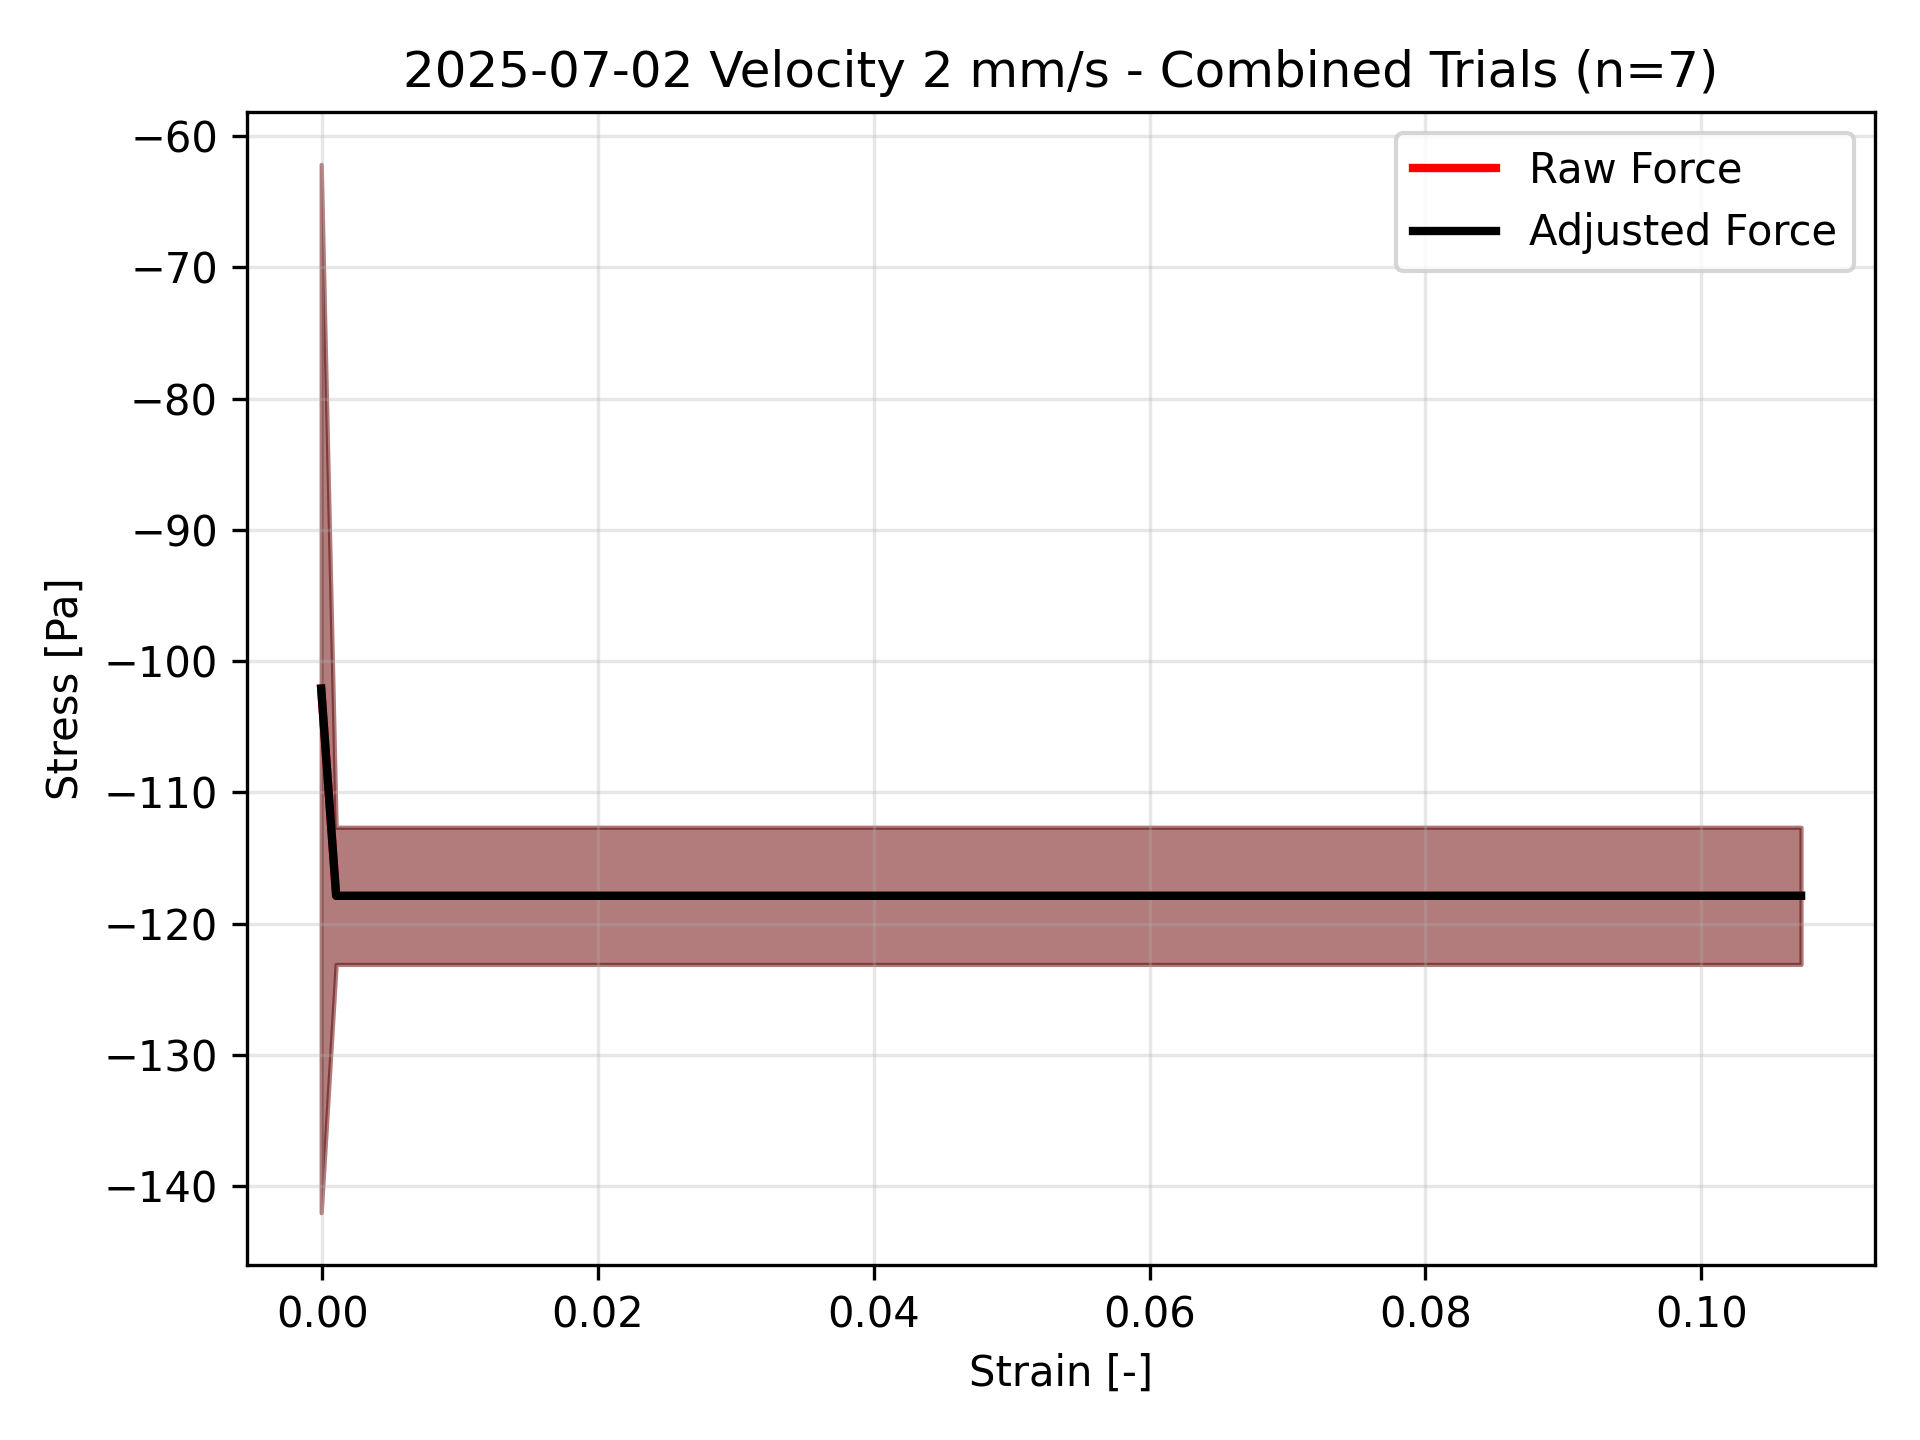 2025-07-02 Velocity 2 mm/s - Combined Trials (n=7)
Raw Force
Adjusted Force
Stress [Pa]
−60
−70
−80
−90
−100
−110
−120
−130
−140
0.00 0.02 0.04 0.06 0.08 0.10
Strain [-]